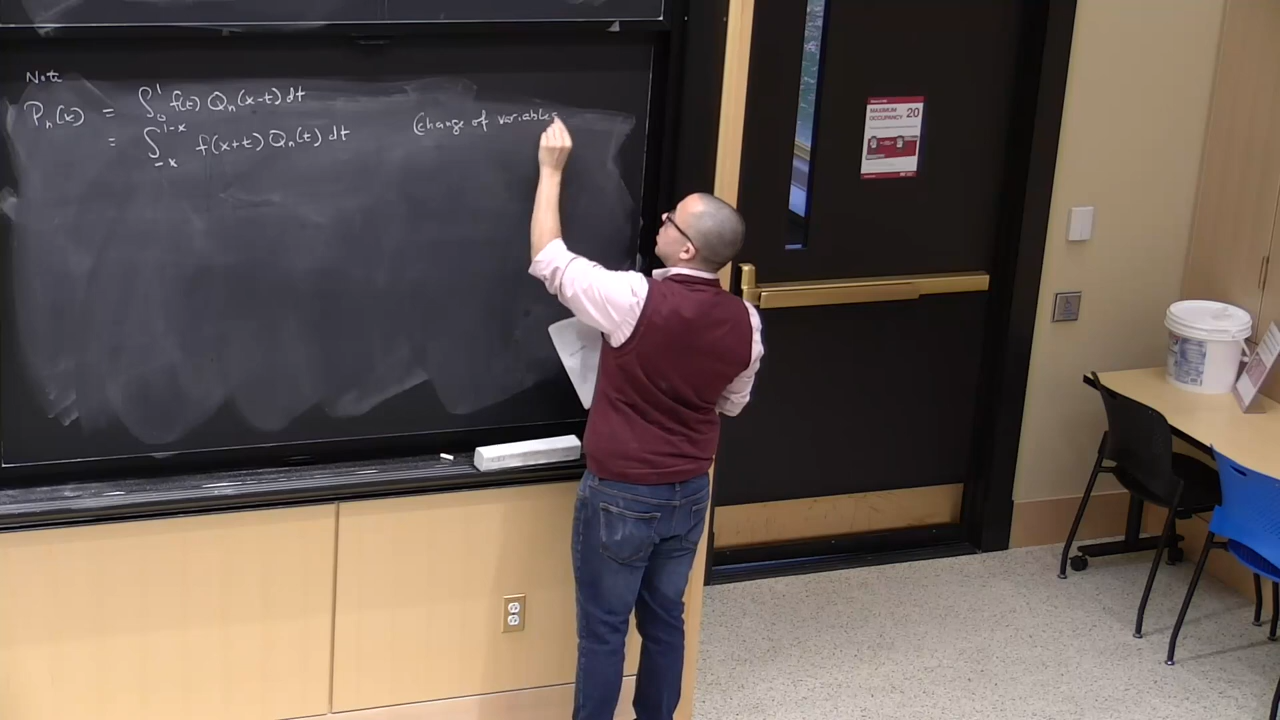 Note
Pₙ(x) = ∫₀¹ f(t) Qₙ(x-t) dt
= ∫₋ₓ¹⁻ˣ f(x+t) Qₙ(t) dt (change of variables
MAXIMUM
OCCUPANCY 20